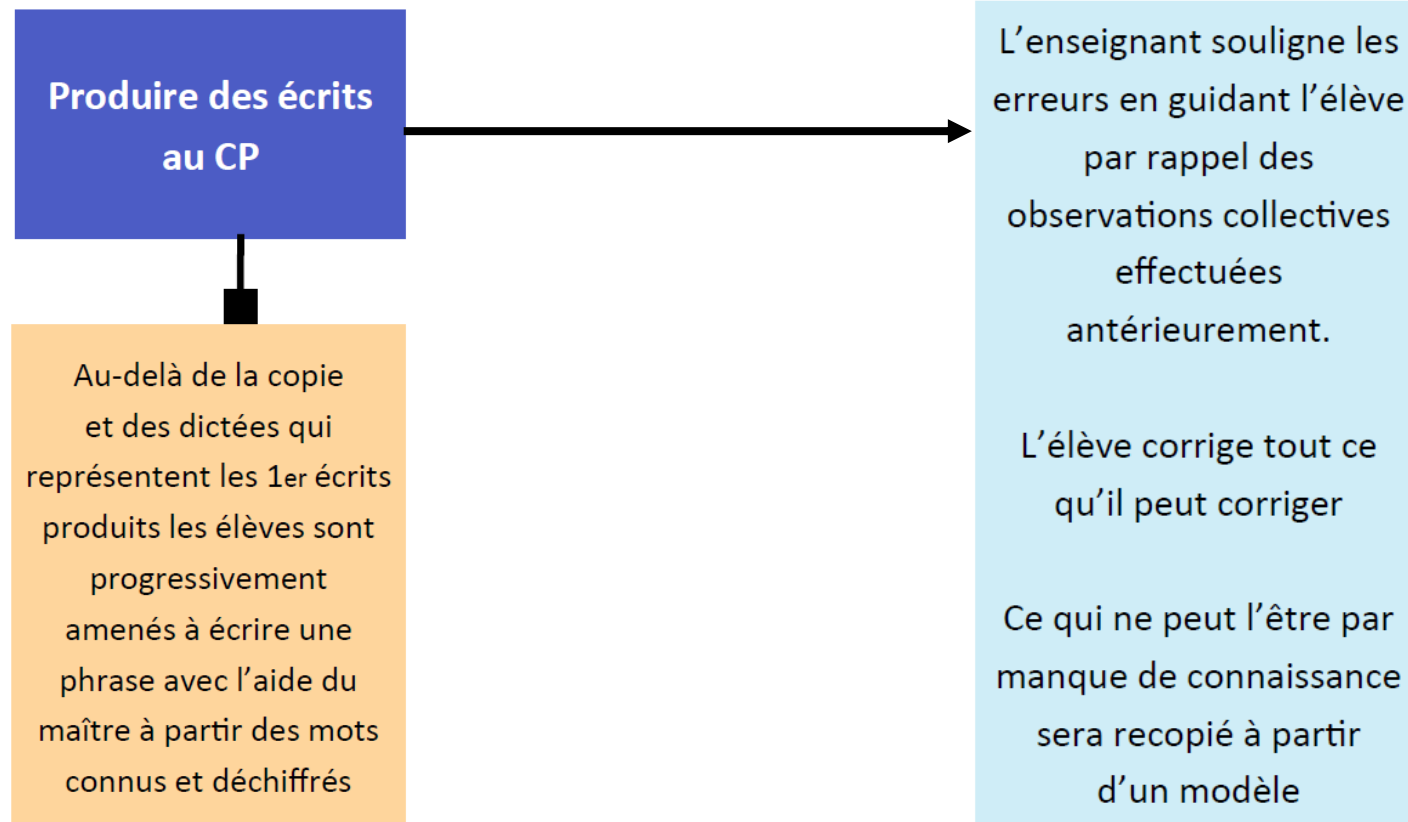 Produire des écrits
au CP
Au-delà de la copie
et des dictées qui
représentent les 1er écrits
produits les élèves sont
progressivement
amenés à écrire une
phrase avec l’aide du
maître à partir des mots
connus et déchiffrés
L’enseignant souligne les
erreurs en guidant l’élève
par rappel des
observations collectives
effectuées
antérieurement.
L’élève corrige tout ce
qu’il peut corriger
Ce qui ne peut l’être par
manque de connaissance
sera recopié à partir
d’un modèle